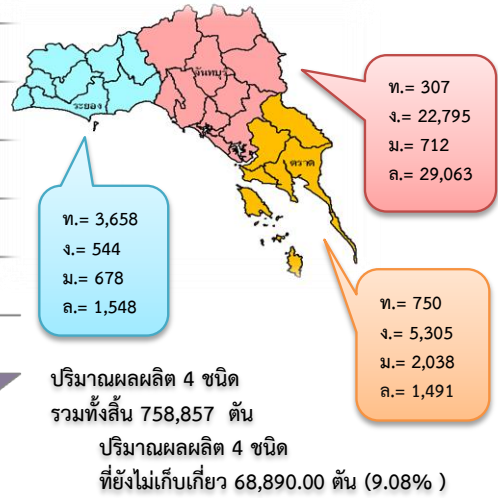 จันทบุรี
ระยอง
ตราด
ท.= 307
ง.= 22,795
ม.= 712
ล.= 29,063
ท.= 3,658
ง.= 544
ม.= 678
ล.= 1,548
ท.= 750
ง.= 5,305
ม.= 2,038
ล.= 1,491
ปริมาณผลผลิต 4 ชนิด
รวมทั้งสิ้น 758,857 ตัน
ปริมาณผลผลิต 4 ชนิด
ที่ยังไม่เก็บเกี่ยว 68,890.00 ตัน (9.08% )